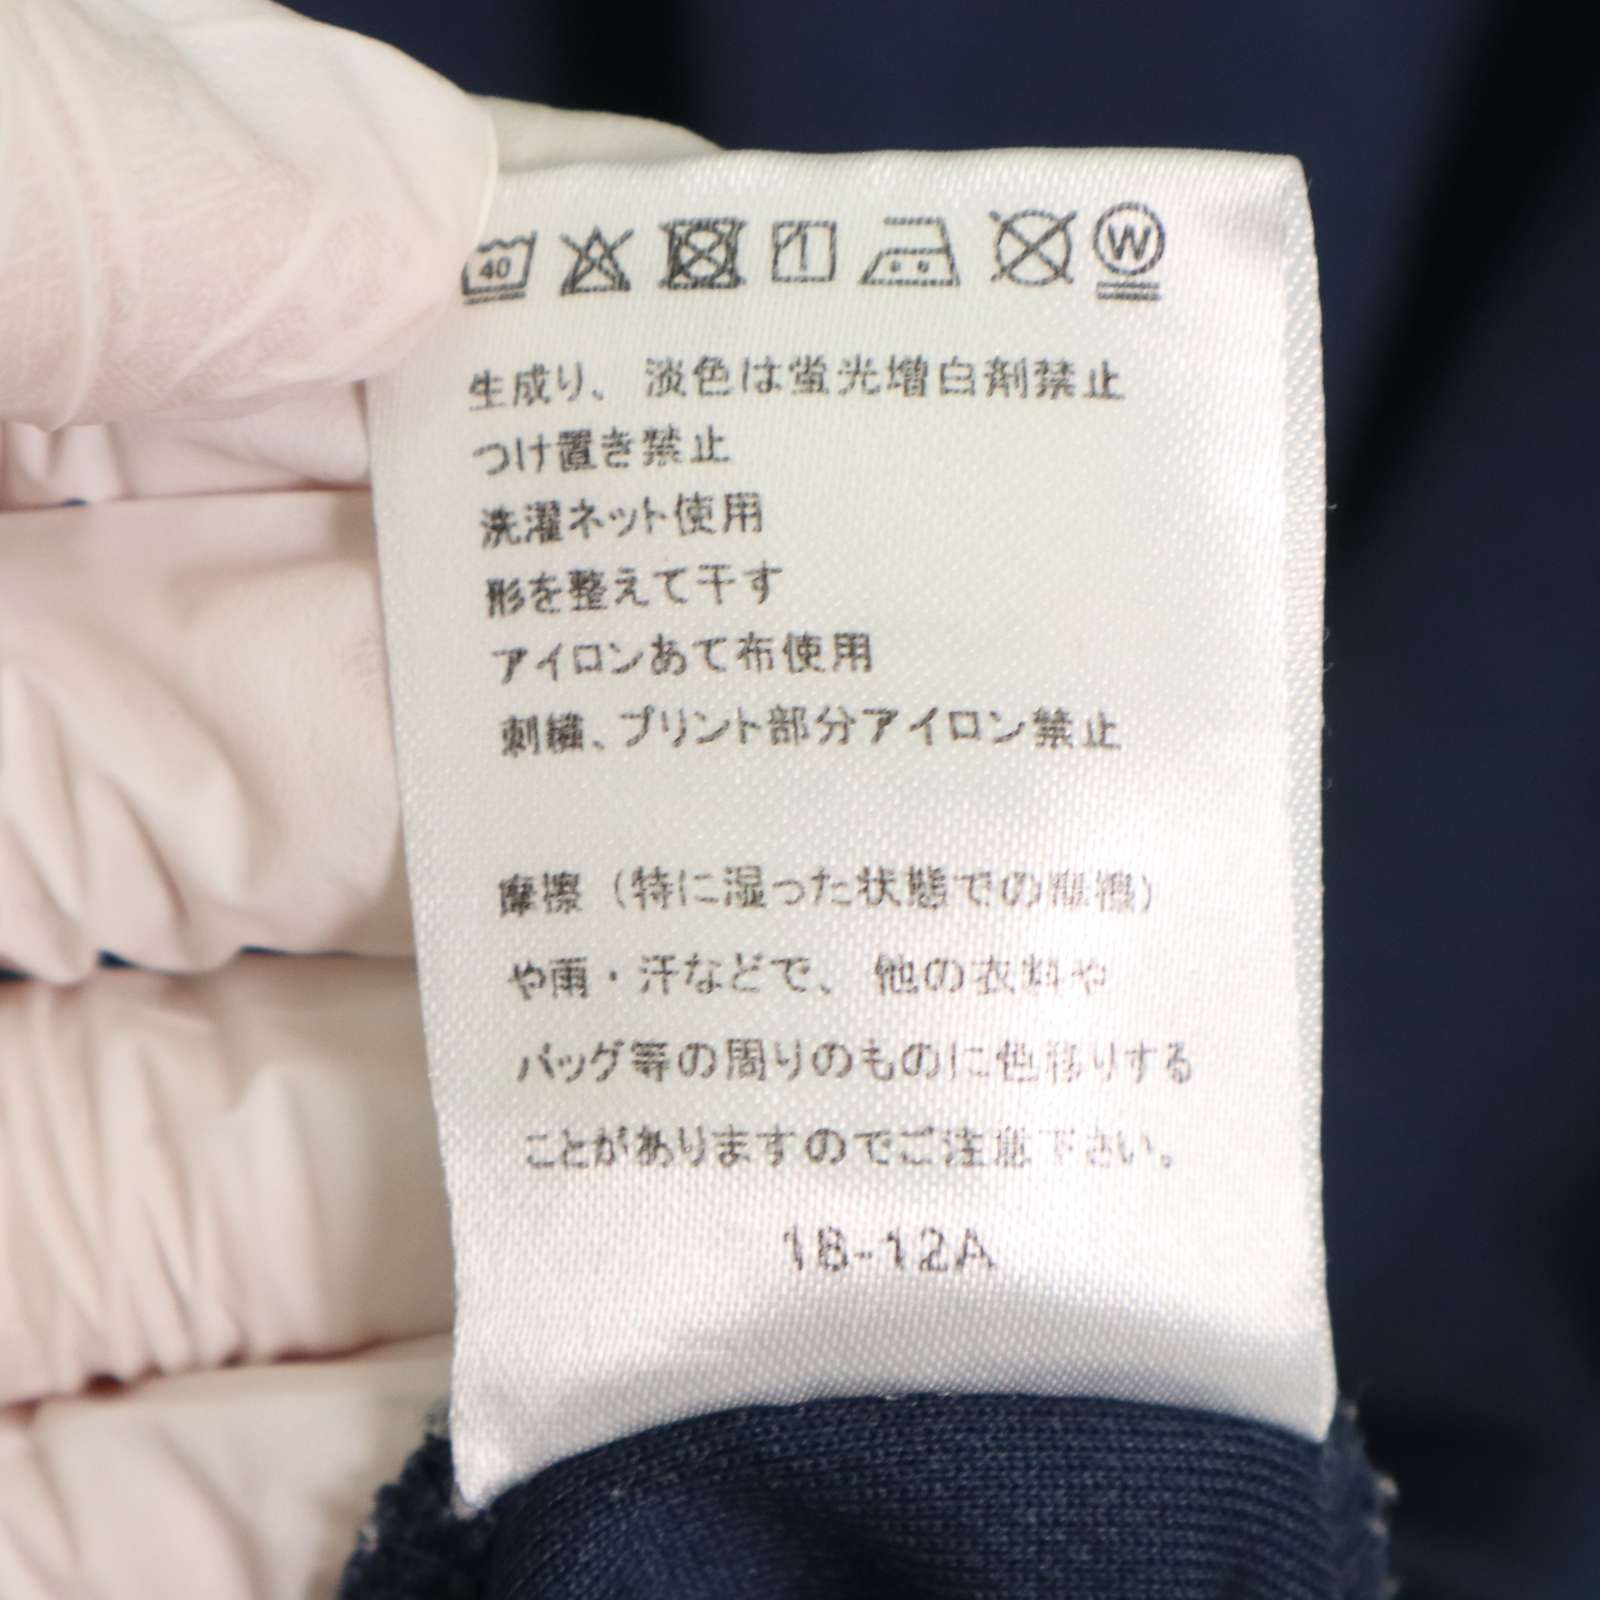 40 W
生成り、淡色は蛍光増白剤禁止
つけ置き禁止
洗濯ネット使用
形を整えて干す
アイロンあて布使用
刺繍、プリント部分アイロン禁止
摩擦（特に湿った状態での摩擦）
や雨・汗などで、他の衣料や
バッグ等の周りのものに色移りする
ことがありますのでご注意下さい。
18-12A